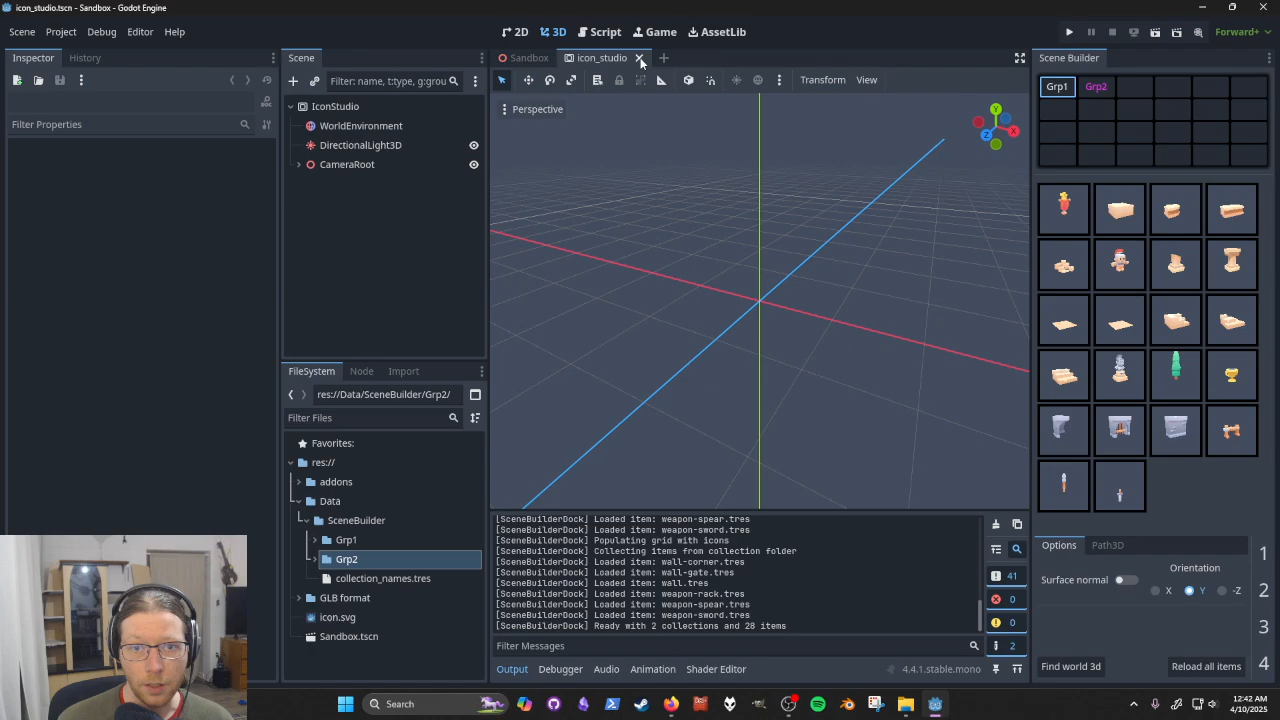 icon_studio.tscn - Sandbox - Godot Engine
Scene Project Debug Editor Help
2D 3D Script Game AssetLib
Forward+
Inspector History
Filter Properties
Scene
Filter: name, t:type, g:grou
IconStudio
WorldEnvironment
DirectionalLight3D
CameraRoot
FileSystem Node Import
res://Data/SceneBuilder/Grp2/
Filter Files
Favorites:
res://
addons
Data
SceneBuilder
Grp1
Grp2
collection_names.tres
GLB format
icon.svg
Sandbox.tscn
Sandbox icon_studio
Transform View
Perspective
Y
X
Z
[SceneBuilderDock] Loaded item: weapon-spear.tres
[SceneBuilderDock] Loaded item: weapon-sword.tres
[SceneBuilderDock] Populating grid with icons
[SceneBuilderDock] Collecting items from collection folder
[SceneBuilderDock] Loaded item: wall-corner.tres
[SceneBuilderDock] Loaded item: wall-gate.tres
[SceneBuilderDock] Loaded item: wall.tres
[SceneBuilderDock] Loaded item: weapon-rack.tres
[SceneBuilderDock] Loaded item: weapon-spear.tres
[SceneBuilderDock] Loaded item: weapon-sword.tres
[SceneBuilderDock] Ready with 2 collections and 28 items
41
0
0
2
Filter Messages
Output Debugger Audio Animation Shader Editor
4.4.1.stable.mono
Scene Builder
Grp1 Grp2
Options Path3D
Orientation
Surface normal X Y -Z
1
2
3
4
Find world 3d Reload all items
Search
12:42 AM
4/10/2025